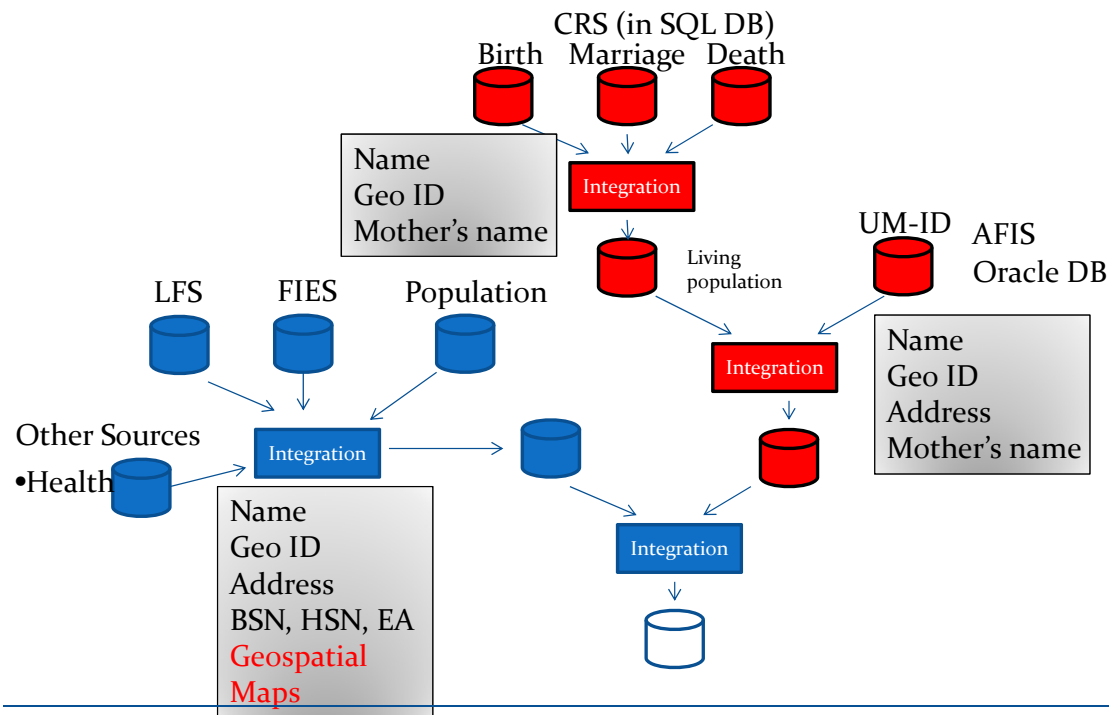 CRS (in SQL DB)
Birth Marriage Death
Name
Geo ID
Mother's name
Integration
Living
population
UM-ID
AFIS
Oracle DB
LFS
FIES
Population
Integration
Name
Geo ID
Address
Mother's name
Other Sources
•Health
Integration
Name
Geo ID
Address
BSN, HSN, EA
Geospatial
Maps
Integration